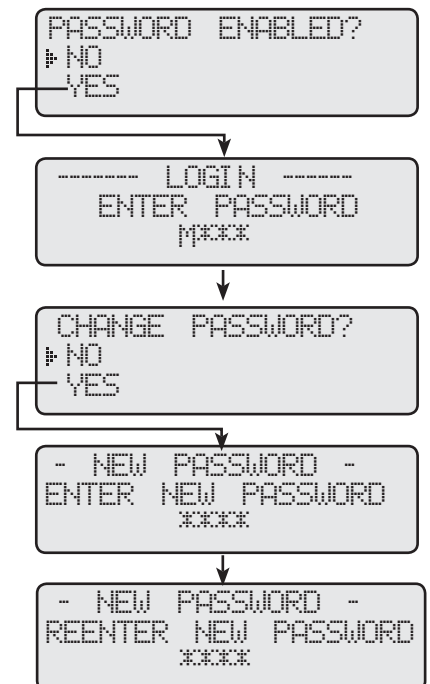 PASSWORD ENABLED?
NO
YES
------- LOGIN ------
ENTER PASSWORD
M***
CHANGE PASSWORD?
NO
YES
- NEW PASSWORD -
ENTER NEW PASSWORD
****
- NEW PASSWORD -
REENTER NEW PASSWORD
****